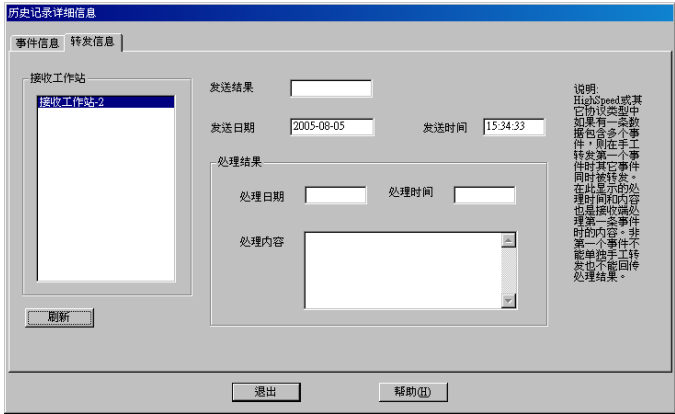 历史记录详细信息
事件信息 转发信息
接收工作站
接收工作站-2
刷新
发送结果
发送日期 2005-08-05 发送时间 15:34:33
处理结果
处理日期 处理时间
处理内容
说明:
HighSpeed或其
它协议类型中
如果有一条数
据包含多个事
件，则在手工
转发第一个事
件时其它事件
同时被转发。
在此显示的处
理时间和内容
也是接收端处
理第一条事件
时的内容。非
第一个事件不
能单独手工转
发也不能回传
处理结果。
退出 帮助(H)